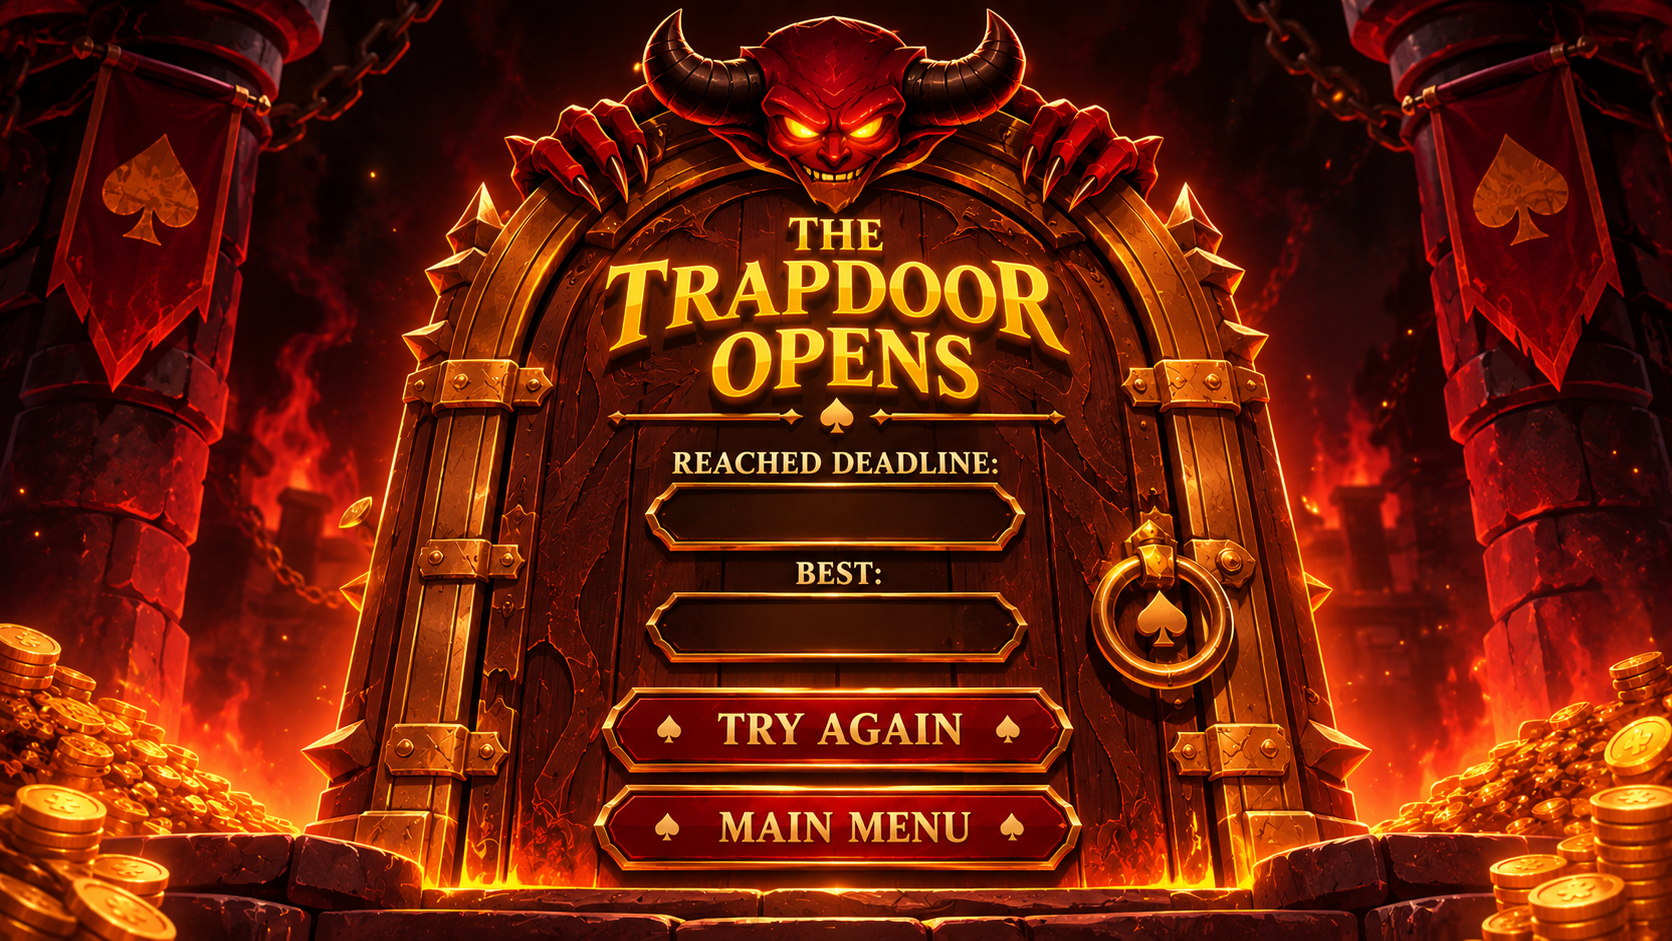 THE
TRAPDOOR
OPENS
REACHED DEADLINE:
BEST:
TRY AGAIN
MAIN MENU